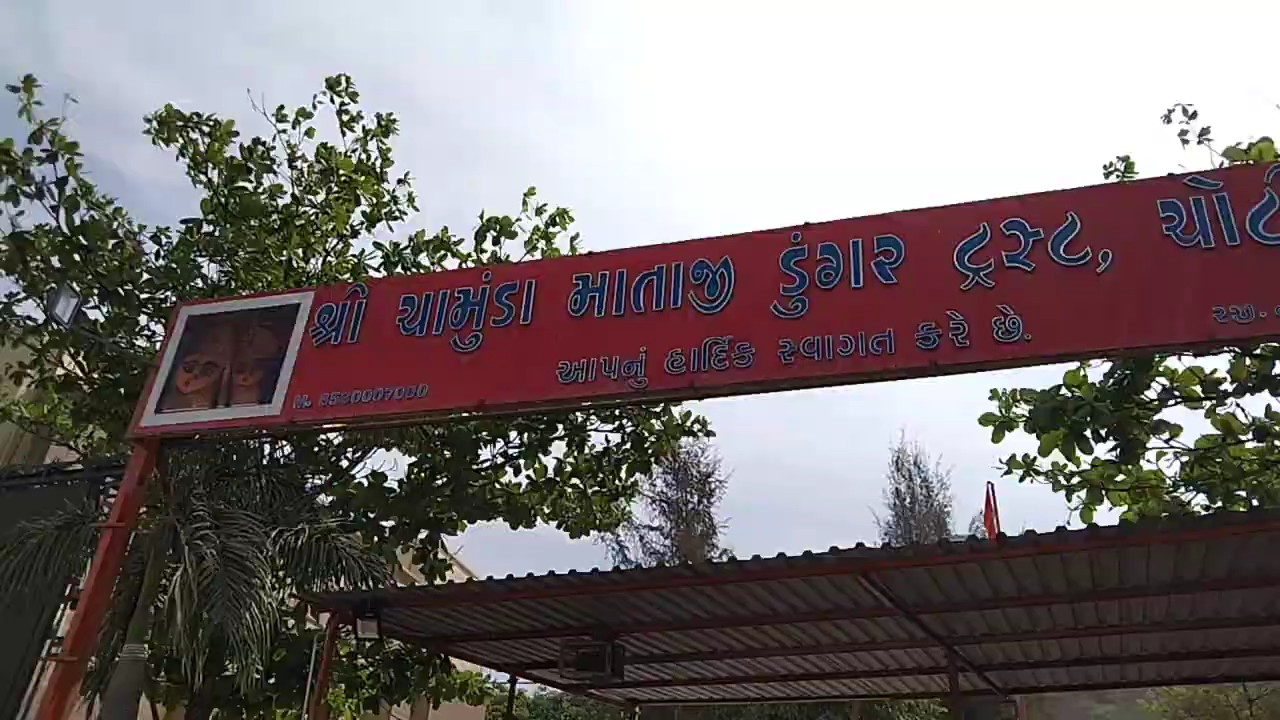 શ્રી ચામુંડા માતાજી ડુંગર ટ્રસ્ટ,
આપનું હાર્દિક સ્વાગત કરે છે.